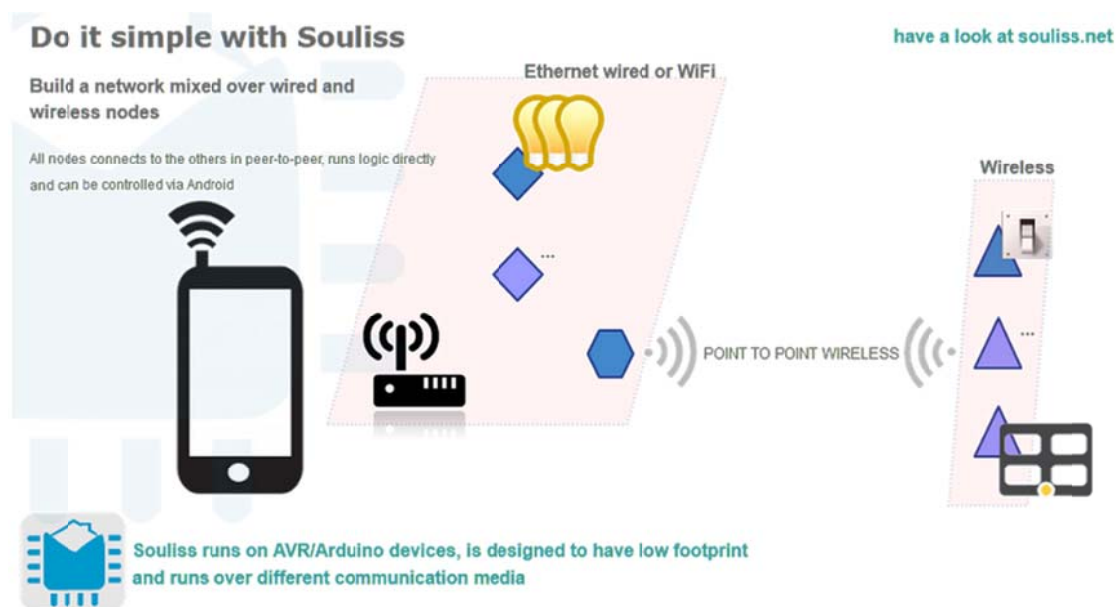 Do it simple with Souliss
have a look at souliss.net
Build a network mixed over wired and
wireless nodes
Ethernet wired or WiFi
All nodes connects to the others in peer-to-peer, runs logic directly
and can be controlled via Android
Wireless
...
...
POINT TO POINT WIRELESS
Souliss runs on AVR/Arduino devices, is designed to have low footprint
and runs over different communication media